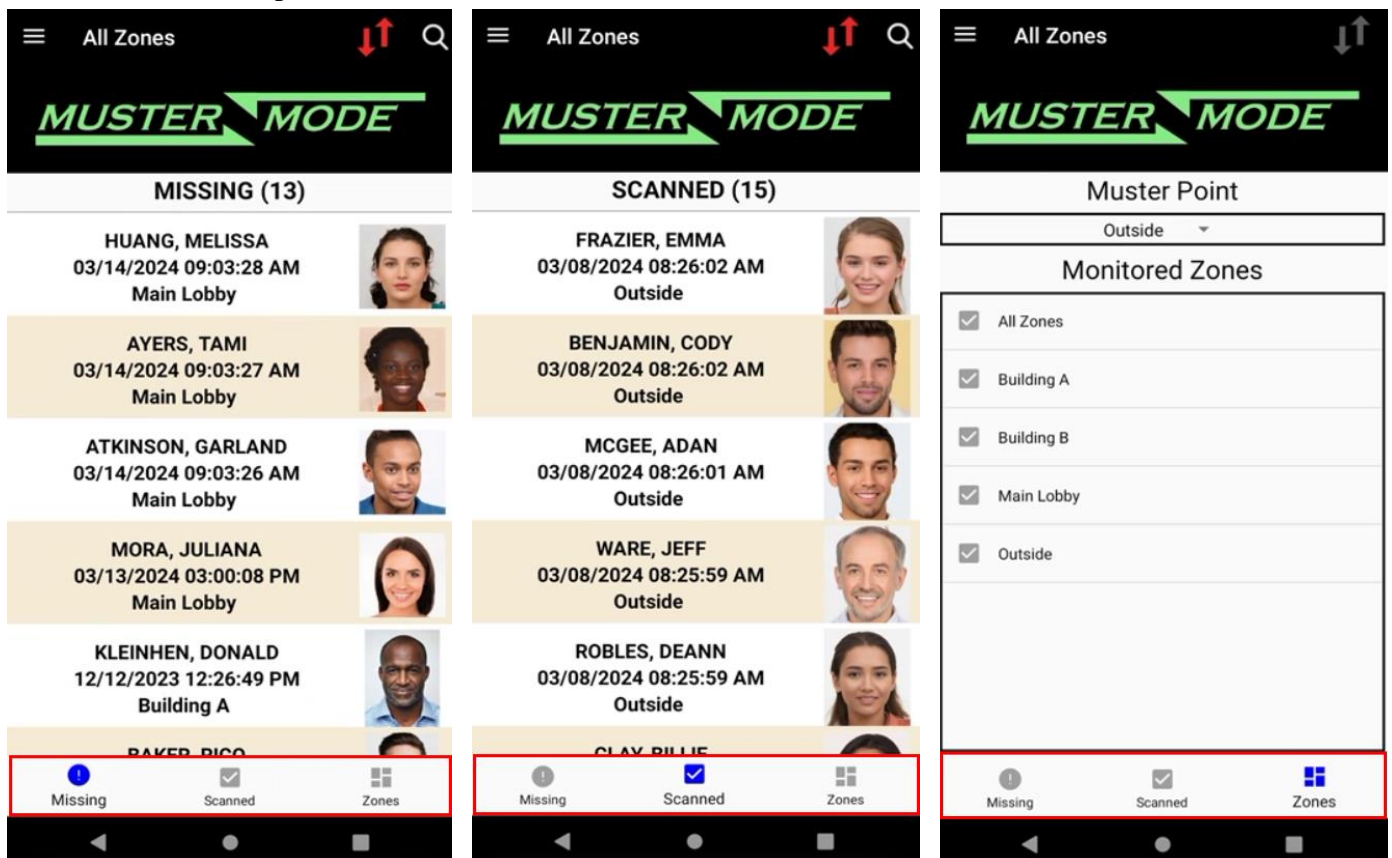 All Zones
MUSTER MODE
MISSING (13)
HUANG, MELISSA
03/14/2024 09:03:28 AM
Main Lobby
AYERS, TAMI
03/14/2024 09:03:27 AM
Main Lobby
ATKINSON, GARLAND
03/14/2024 09:03:26 AM
Main Lobby
MORA, JULIANA
03/13/2024 03:00:08 PM
Main Lobby
KLEINHEN, DONALD
12/12/2023 12:26:49 PM
Building A
BAKER, RICO
Missing
Scanned
Zones
All Zones
MUSTER MODE
SCANNED (15)
FRAZIER, EMMA
03/08/2024 08:26:02 AM
Outside
BENJAMIN, CODY
03/08/2024 08:26:02 AM
Outside
MCGEE, ADAN
03/08/2024 08:26:01 AM
Outside
WARE, JEFF
03/08/2024 08:25:59 AM
Outside
ROBLES, DEANN
03/08/2024 08:25:59 AM
Outside
CLAY, BILLIE
Missing
Scanned
Zones
All Zones
MUSTER MODE
Muster Point
Outside
Monitored Zones
All Zones
Building A
Building B
Main Lobby
Outside
Missing
Scanned
Zones